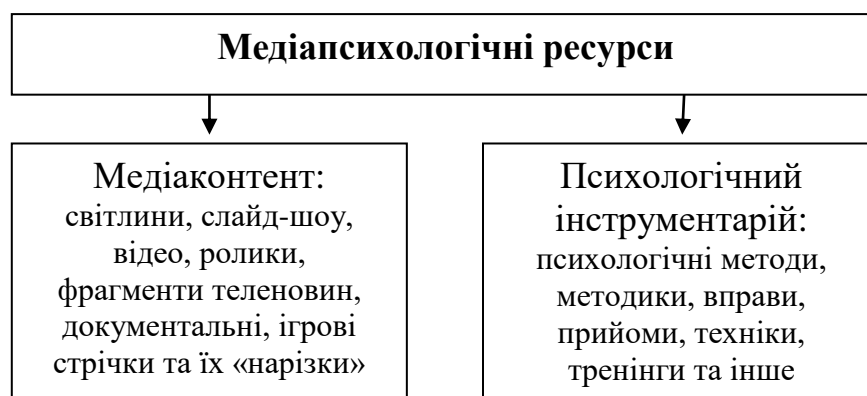 Медіапсихологічні ресурси
Медіаконтент:
світлини, слайд-шоу,
відео, ролики,
фрагменти теленовин,
документальні, ігрові
стрічки та їх «нарізки»
Психологічний
інструментарій:
психологічні методи,
методики, вправи,
прийоми, техніки,
тренінги та інше